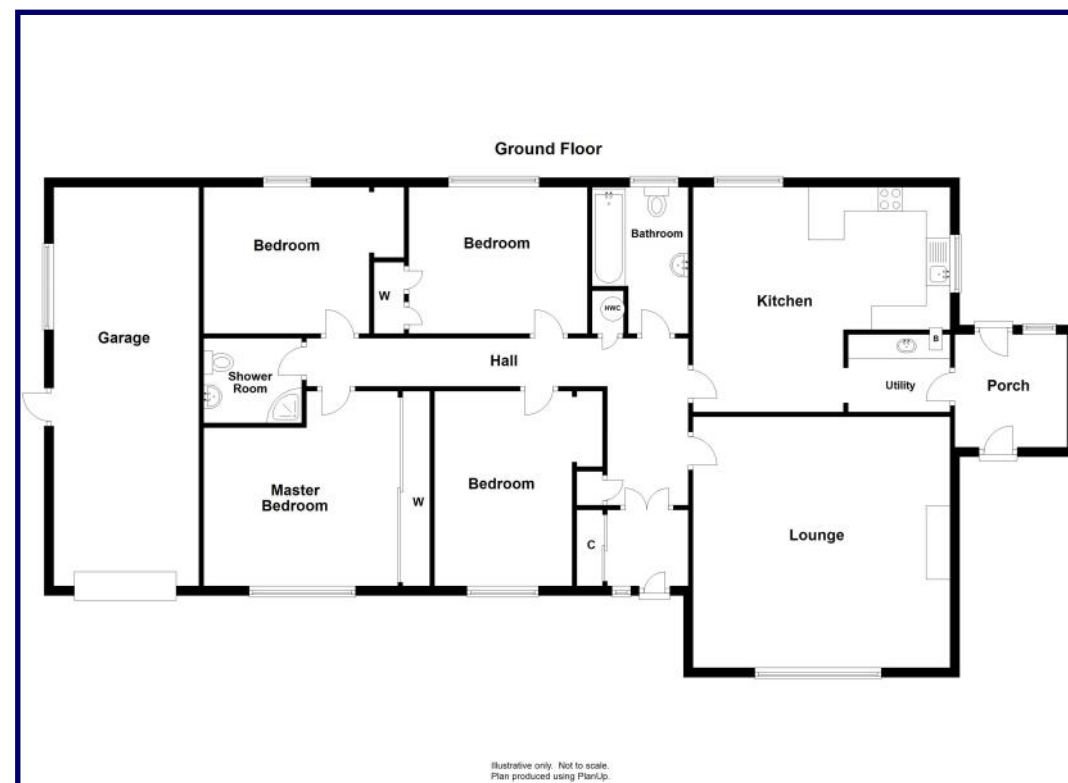 Ground Floor
Bedroom
Bedroom
Bathroom
W
HWC
Kitchen
Garage
Hall
B
Shower
Room
Utility
Porch
Master
Bedroom
W
Bedroom
C
Lounge
Illustrative only. Not to scale.
Plan produced using PlanUp.